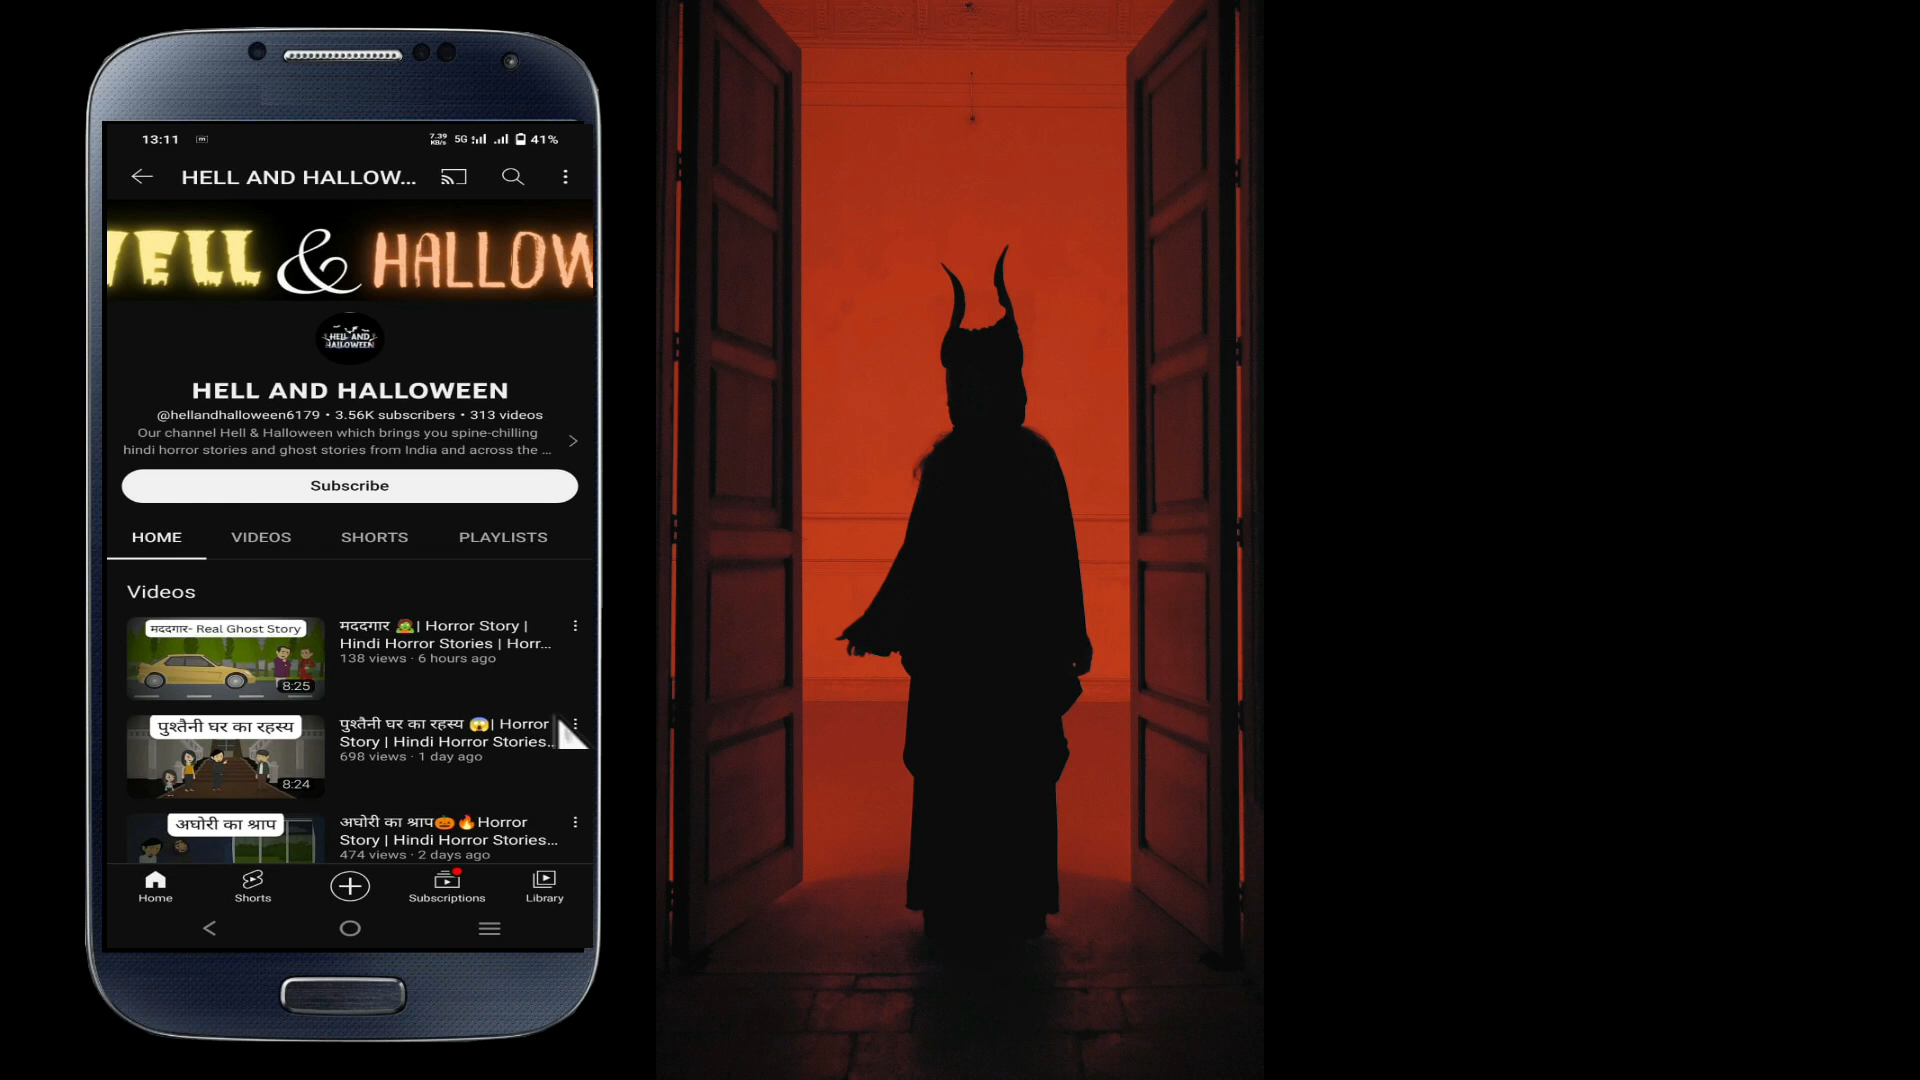 13:11
7.39 KB/s 5G 41%
HELL AND HALLOW...
HELL & HALLOW
HELL AND
HALLOWEEN
HELL AND HALLOWEEN
@hellandhalloween6179 • 3.56K subscribers • 313 videos
Our channel Hell & Halloween which brings you spine-chilling
hindi horror stories and ghost stories from India and across the ...
Subscribe
HOME VIDEOS SHORTS PLAYLISTS
Videos
मददगार- Real Ghost Story
8:25
मददगार 🧟| Horror Story |
Hindi Horror Stories | Horr...
138 views · 6 hours ago
पुश्तैनी घर का रहस्य
8:24
पुश्तैनी घर का रहस्य 😱| Horror
Story | Hindi Horror Stories...
698 views · 1 day ago
अघोरी का श्राप
अघोरी का श्राप🎃🔥Horror
Story | Hindi Horror Stories...
474 views · 2 days ago
Home Shorts Subscriptions Library